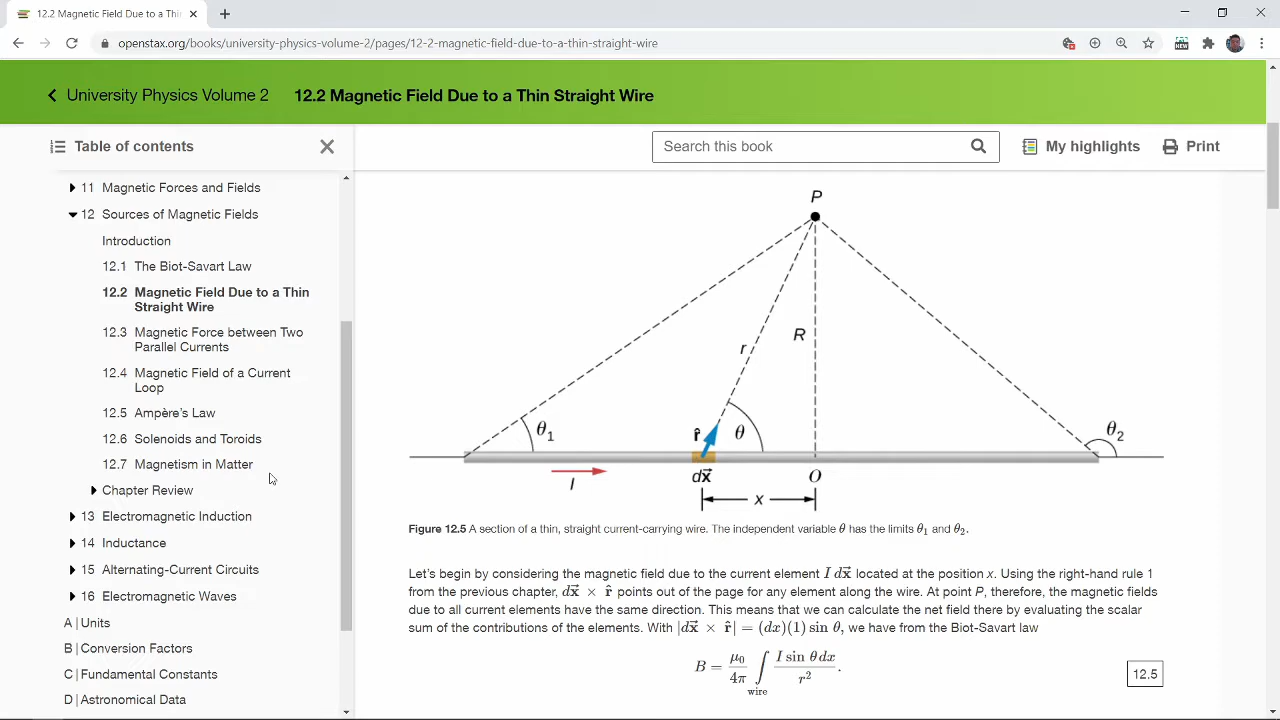 12.2 Magnetic Field Due to a Thin
openstax.org/books/university-physics-volume-2/pages/12-2-magnetic-field-due-to-a-thin-straight-wire
NEW
University Physics Volume 2 12.2 Magnetic Field Due to a Thin Straight Wire
Table of contents
Search this book
My highlights
Print
11 Magnetic Forces and Fields
12 Sources of Magnetic Fields
Introduction
12.1 The Biot-Savart Law
12.2 Magnetic Field Due to a Thin
Straight Wire
12.3 Magnetic Force between Two
Parallel Currents
12.4 Magnetic Field of a Current
Loop
12.5 Ampère's Law
12.6 Solenoids and Toroids
12.7 Magnetism in Matter
Chapter Review
13 Electromagnetic Induction
14 Inductance
15 Alternating-Current Circuits
16 Electromagnetic Waves
A | Units
B | Conversion Factors
C | Fundamental Constants
D | Astronomical Data
P
R
r
θ₁
r̂
θ
θ₂
I
dx⃗
O
x
Figure 12.5 A section of a thin, straight current-carrying wire. The independent variable θ has the limits θ₁ and θ₂.
Let's begin by considering the magnetic field due to the current element I dx⃗ located at the position x. Using the right-hand rule 1
from the previous chapter, dx⃗ × r̂ points out of the page for any element along the wire. At point P, therefore, the magnetic fields
due to all current elements have the same direction. This means that we can calculate the net field there by evaluating the scalar
sum of the contributions of the elements. With |dx⃗ × r̂| = (dx)(1) sin θ, we have from the Biot-Savart law
B = μ₀/4π ∫wire I sin θ dx / r².
12.5